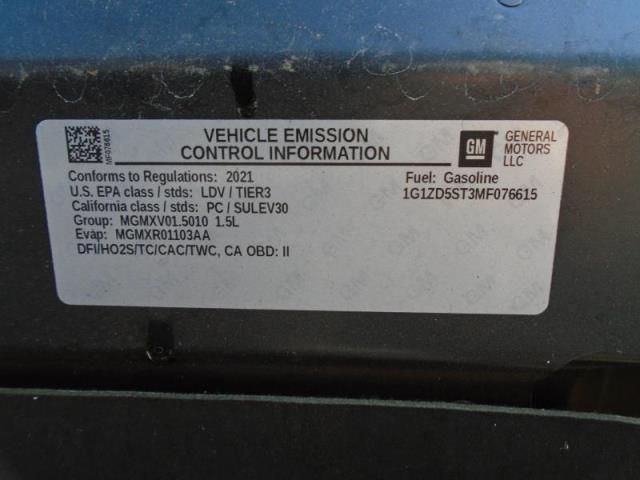 MF076615
VEHICLE EMISSION
CONTROL INFORMATION
GM
GENERAL
MOTORS
LLC
Conforms to Regulations: 2021
Fuel: Gasoline
U.S. EPA class / stds: LDV / TIER3
1G1ZD5ST3MF076615
California class / stds: PC / SULEV30
Group: MGMXV01.5010 1.5L
Evap: MGMXR01103AA
DFI/HO2S/TC/CAC/TWC, CA OBD: II